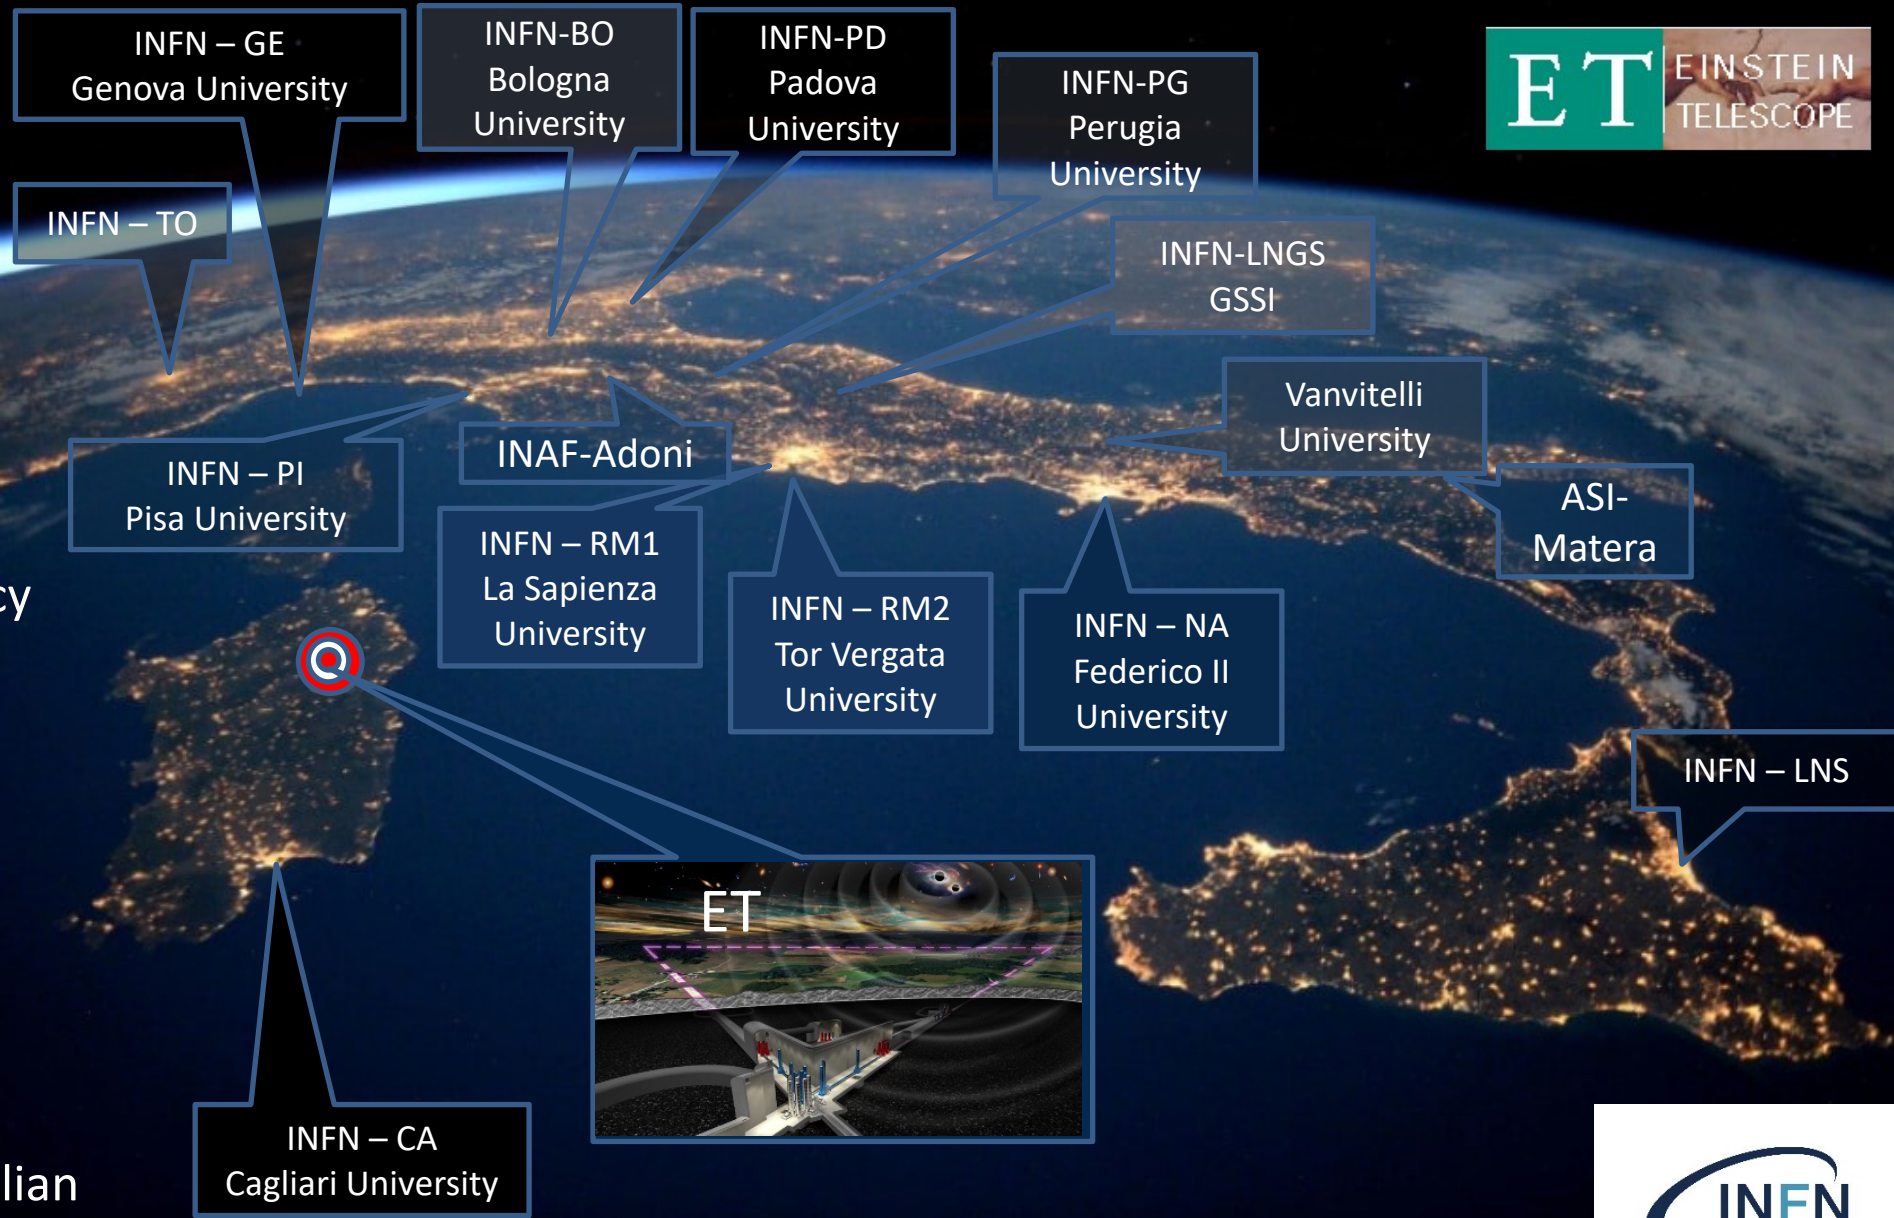 INFN – GE
Genova University
INFN-BO
Bologna
University
INFN-PD
Padova
University
INFN-PG
Perugia
University
ET
EINSTEIN
TELESCOPE
INFN – TO
INFN-LNGS
GSSI
Vanvitelli
University
INFN – PI
Pisa University
INAF-Adoni
ASI-
Matera
INFN – RM1
La Sapienza
University
INFN – RM2
Tor Vergata
University
INFN – NA
Federico II
University
cy
INFN – LNS
ET
INFN – CA
Cagliari University
lian
INFN